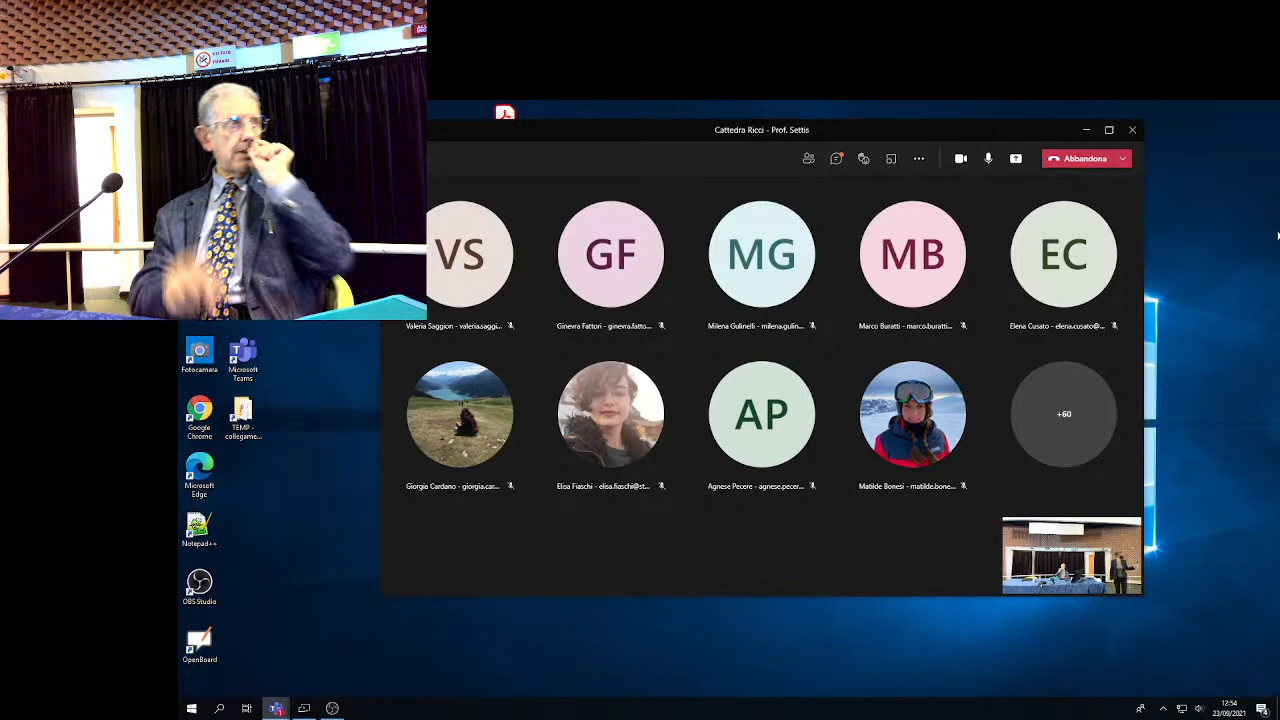 VIETATO
FUMARE
Cattedra Ricci - Prof. Settis
Abbandona
VS
GF
MG
MB
EC
Valeria Saggion - valeria.saggi...
Ginevra Fattori - ginevra.fatto...
Milena Gulinelli - milena.gulin...
Marco Buratti - marco.buratti...
Elena Cusato - elena.cusato@...
AP
+60
Giorgia Cardano - giorgia.car...
Elisa Fiaschi - elisa.fiaschi@st...
Agnese Pecere - agnese.pecer...
Matilde Bonesi - matilde.bone...
Fotocamera
Microsoft
Teams
Google
Chrome
TEMP -
collegame...
Microsoft
Edge
Notepad++
OBS Studio
OpenBoard
12:54
23/09/2021